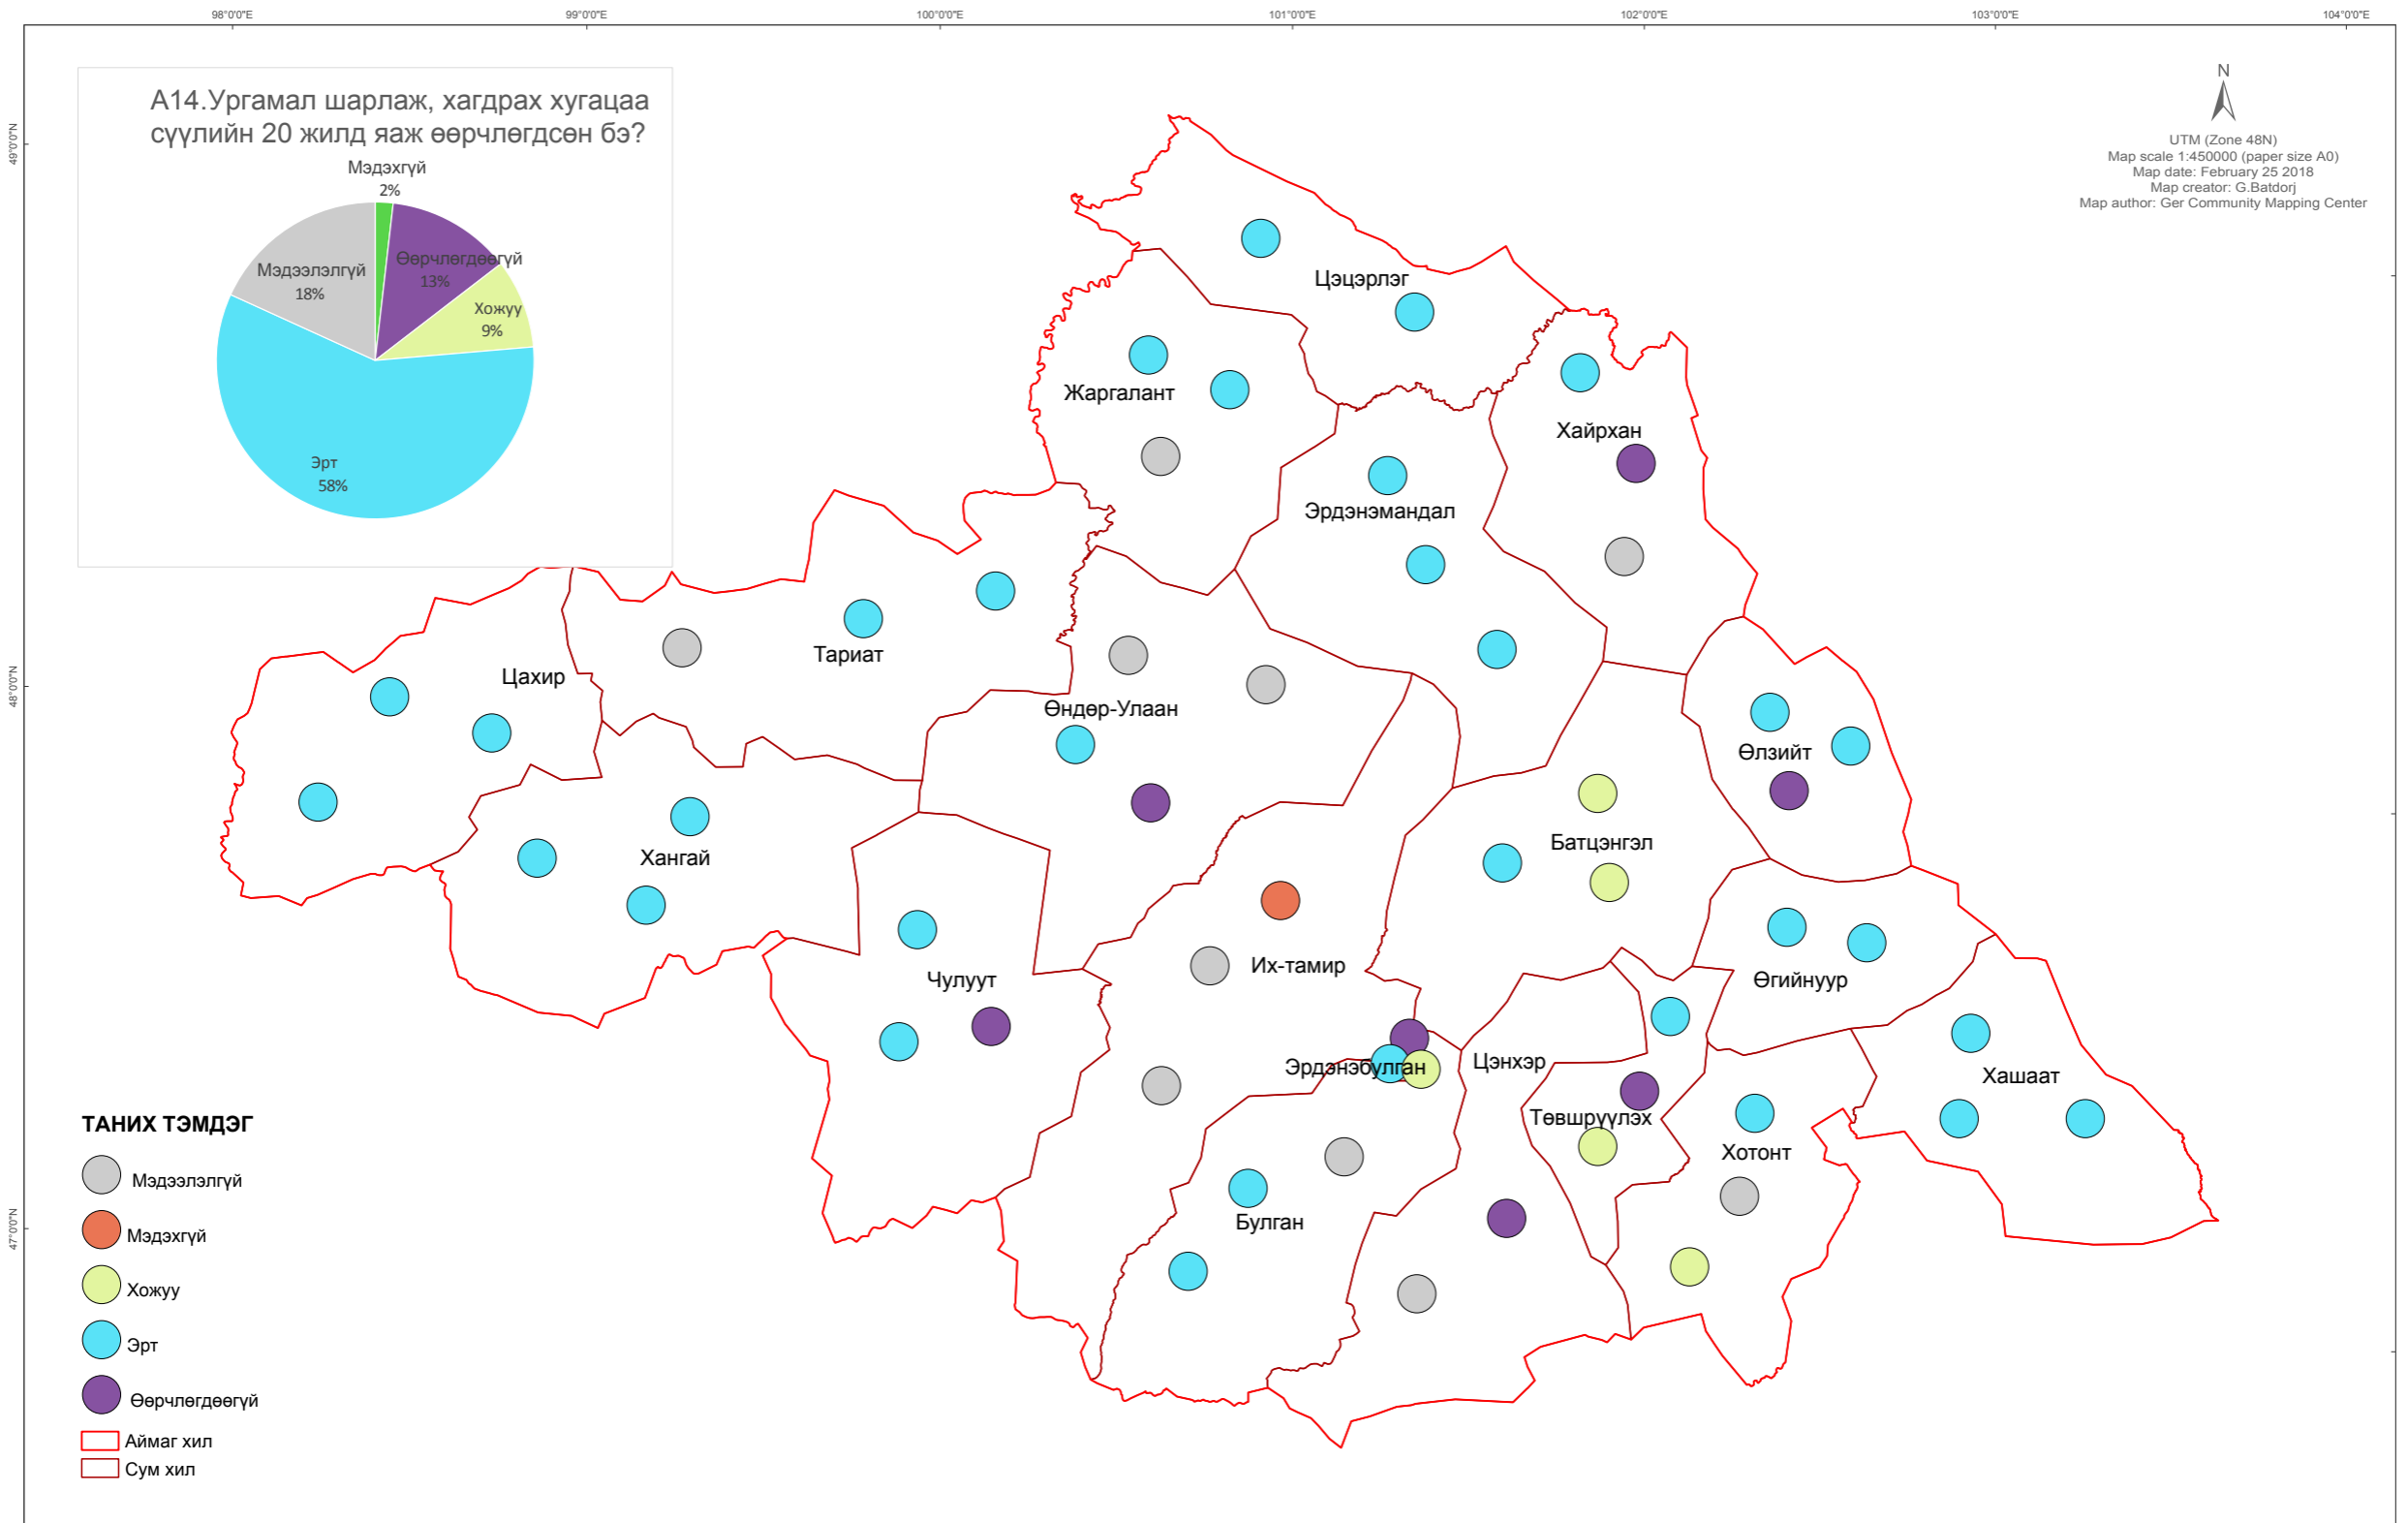 98°0'0"E 99°0'0"E 100°0'0"E 101°0'0"E 102°0'0"E 103°0'0"E 104°0'0"E
49°0'0"N
48°0'0"N
47°0'0"N
А14.Ургамал шарлаж, хагдрах хугацаа
сүүлийн 20 жилд яаж өөрчлөгдсөн бэ?
Мэдэхгүй
2%
Өөрчлөгдөөгүй
13%
Хожуу
9%
Эрт
58%
Мэдээлэлгүй
18%
N
UTM (Zone 48N)
Map scale 1:450000 (paper size A0)
Map date: February 25 2018
Map creator: G.Batdorj
Map author: Ger Community Mapping Center
Цэцэрлэг
Жаргалант
Хайрхан
Эрдэнэмандал
Тариат
Цахир
Өндөр-Улаан
Өлзийт
Батцэнгэл
Хангай
Чулуут
Их-тамир
Өгийнуур
Эрдэнэбулган
Цэнхэр
Хашаат
Төвшрүүлэх
Хотонт
Булган
ТАНИХ ТЭМДЭГ
Мэдээлэлгүй
Мэдэхгүй
Хожуу
Эрт
Өөрчлөгдөөгүй
Аймаг хил
Сум хил